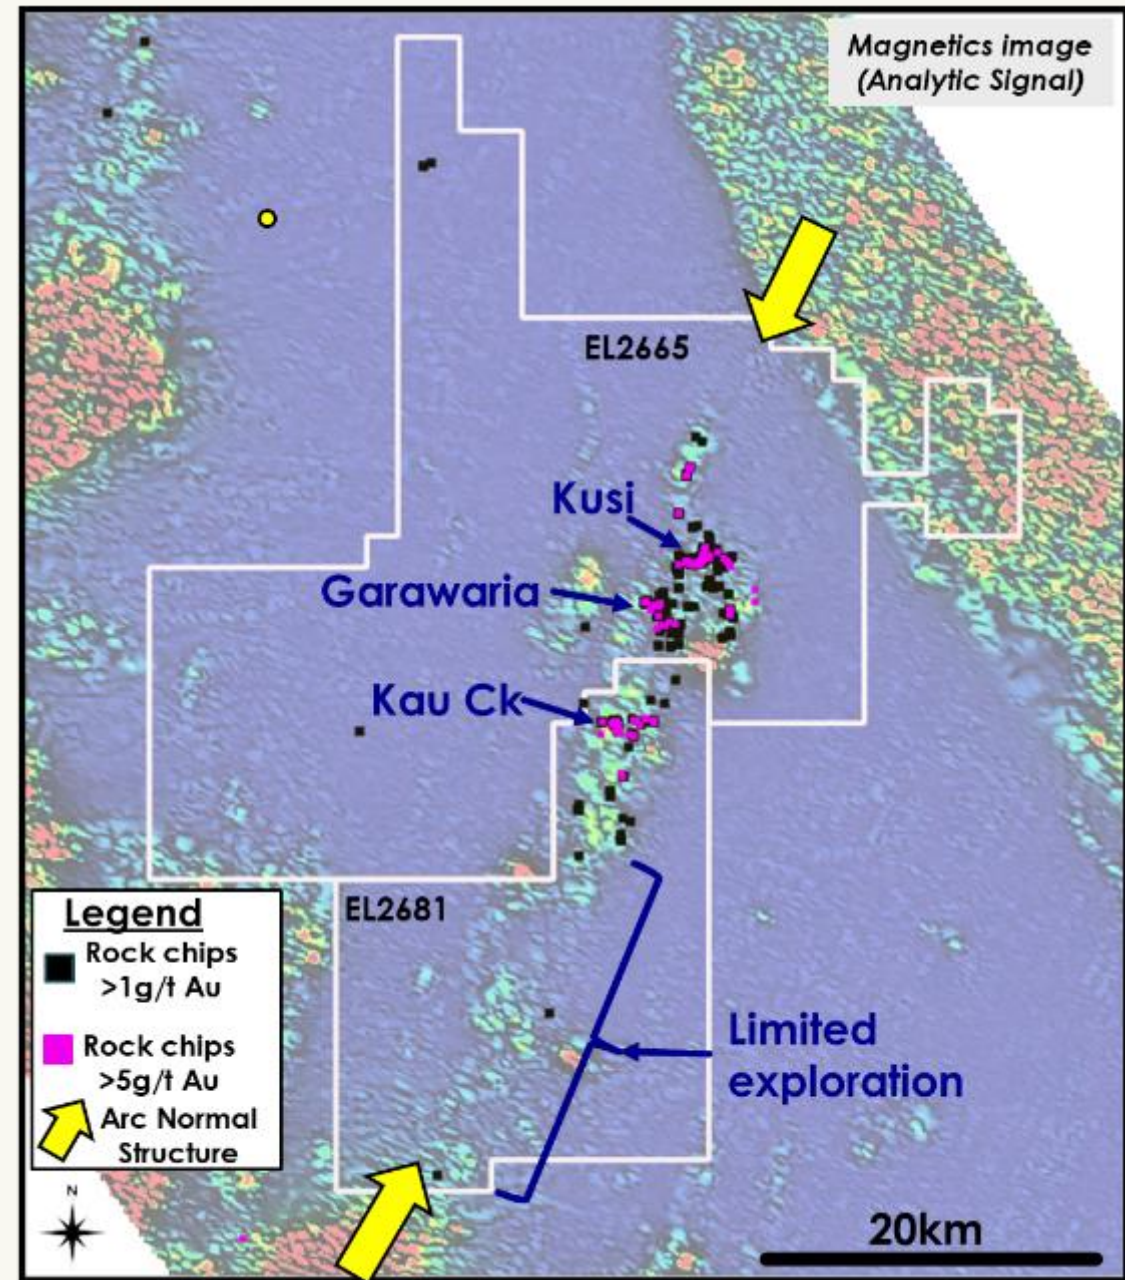 Magnetics image
(Analytic Signal)
EL2665
Kusi
Garawaria
Kau Ck
EL2681
Legend
Rock chips
>1g/t Au
Rock chips
>5g/t Au
Arc Normal
Structure
Limited
exploration
N
20km